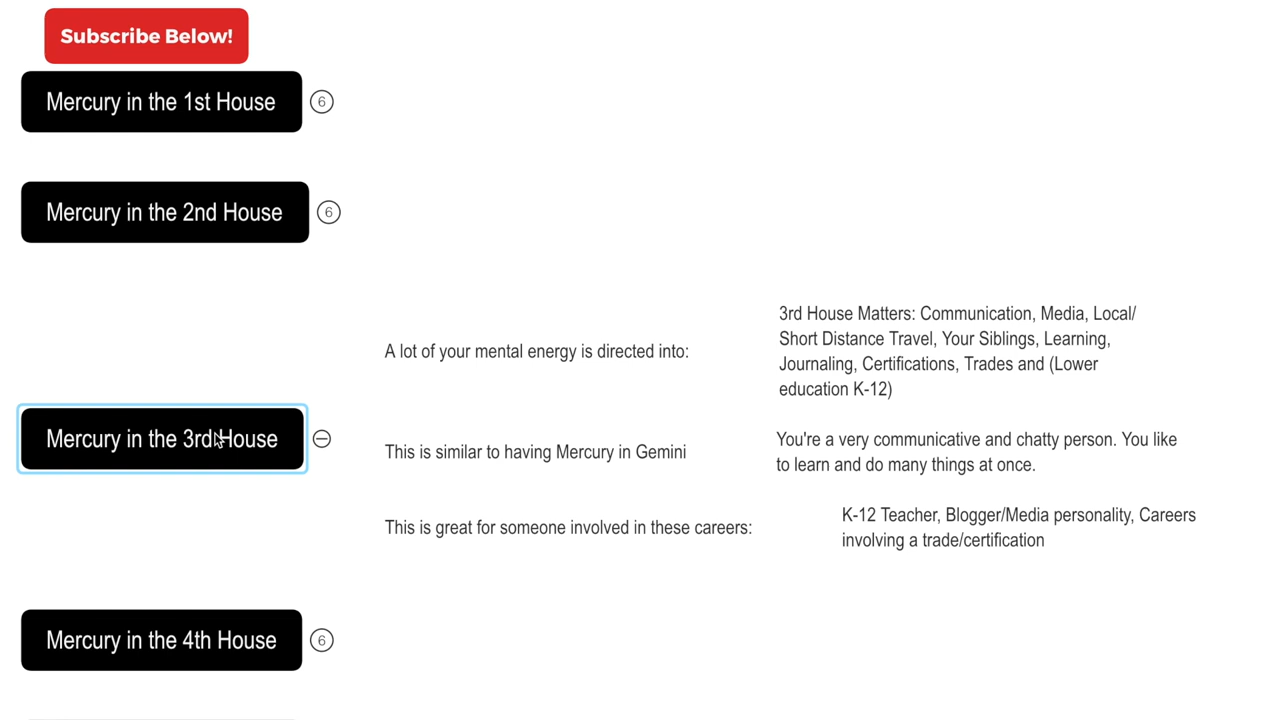 Subscribe Below!
Mercury in the 1st House
6
Mercury in the 2nd House
6
Mercury in the 3rd House
A lot of your mental energy is directed into:
3rd House Matters: Communication, Media, Local/
Short Distance Travel, Your Siblings, Learning,
Journaling, Certifications, Trades and (Lower
education K-12)
This is similar to having Mercury in Gemini
You're a very communicative and chatty person. You like
to learn and do many things at once.
This is great for someone involved in these careers:
K-12 Teacher, Blogger/Media personality, Careers
involving a trade/certification
Mercury in the 4th House
6